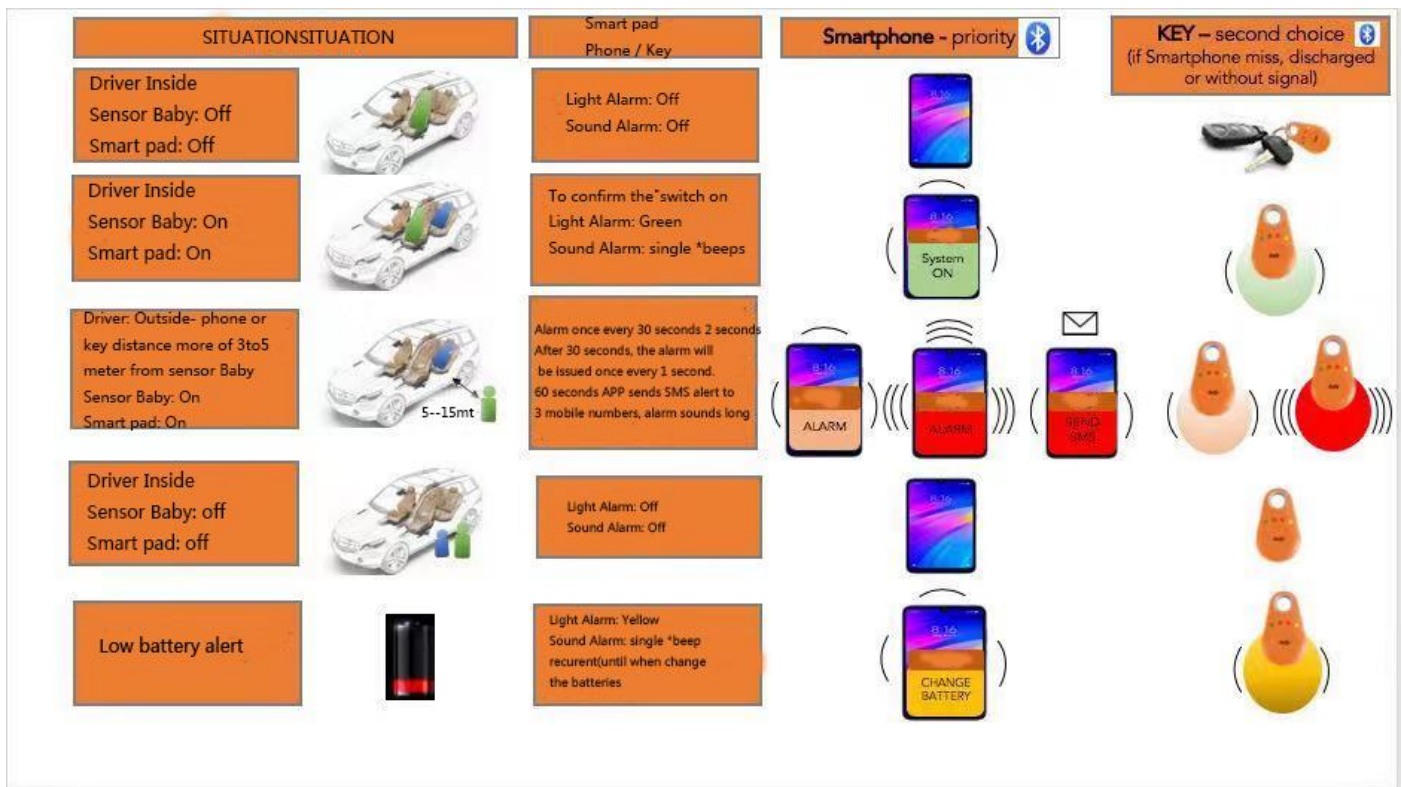 SITUATIONSITUATION
Smart pad
Phone / Key
Smartphone - priority
KEY – second choice
(if Smartphone miss, discharged
or without signal)
Driver Inside
Sensor Baby: Off
Smart pad: Off
Light Alarm: Off
Sound Alarm: Off
8:16
Driver Inside
Sensor Baby: On
Smart pad: On
To confirm the"switch on
Light Alarm: Green
Sound Alarm: single *beeps
8:16
System
ON
Driver: Outside- phone or
key distance more of 3to5
meter from sensor Baby
Sensor Baby: On
Smart pad: On
5--15mt
Alarm once every 30 seconds 2 seconds
After 30 seconds, the alarm will
be issued once every 1 second.
60 seconds APP sends SMS alert to
3 mobile numbers, alarm sounds long
8:16
ALARM
8:16
ALARM
8:16
SEND
SMS
Driver Inside
Sensor Baby: off
Smart pad: off
Light Alarm: Off
Sound Alarm: Off
8:16
Low battery alert
Light Alarm: Yellow
Sound Alarm: single *beep
recurent(until when change
the batteries
8:16
CHANGE
BATTERY